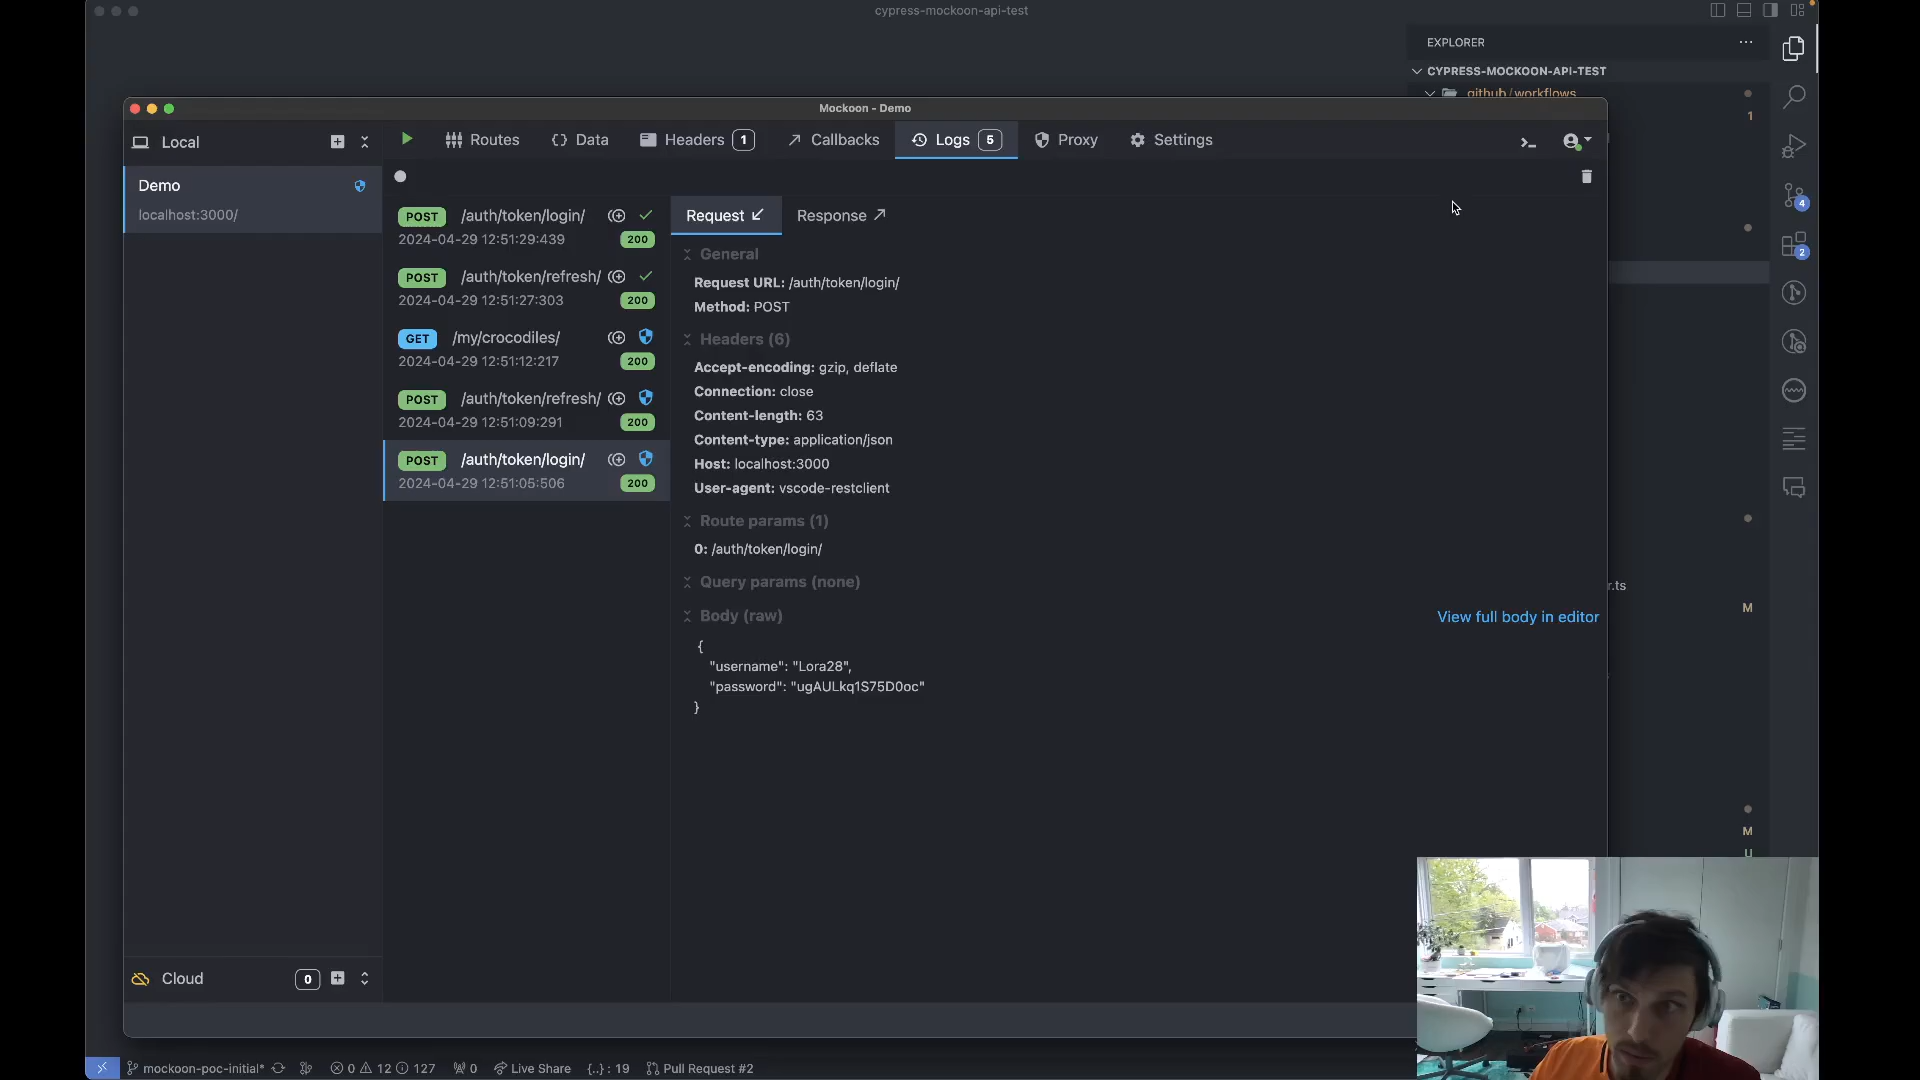 cypress-mockoon-api-test
EXPLORER
CYPRESS-MOCKOON-API-TEST
github/workflows
1
Mockoon - Demo
Local
Routes
Data
Headers 1
Callbacks
Logs 5
Proxy
Settings
Demo
localhost:3000/
4
2
POST /auth/token/login/
2024-04-29 12:51:29:439 200
POST /auth/token/refresh/
2024-04-29 12:51:27:303 200
GET /my/crocodiles/
2024-04-29 12:51:12:217 200
POST /auth/token/refresh/
2024-04-29 12:51:09:291 200
POST /auth/token/login/
2024-04-29 12:51:05:506 200
Request
Response
General
Request URL: /auth/token/login/
Method: POST
Headers (6)
Accept-encoding: gzip, deflate
Connection: close
Content-length: 63
Content-type: application/json
Host: localhost:3000
User-agent: vscode-restclient
Route params (1)
0: /auth/token/login/
Query params (none)
Body (raw)
View full body in editor
{
"username": "Lora28",
"password": "ugAULkq1S75D0oc"
}
r.ts
M
M
U
Cloud 0
mockoon-poc-initial* 0 12 127 0 Live Share {..} : 19 Pull Request #2